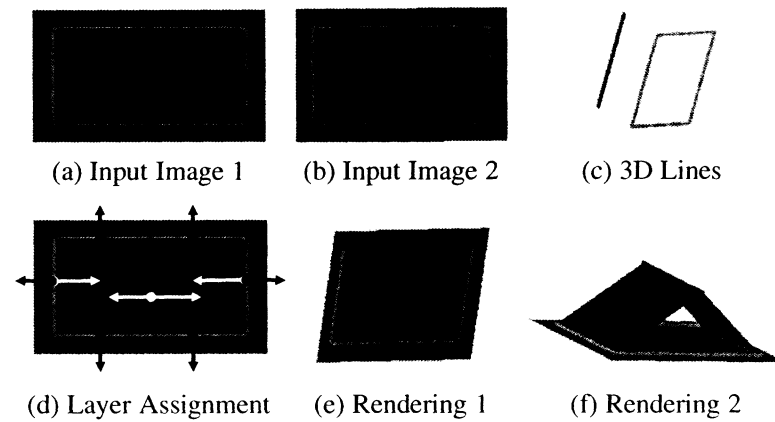 (a) Input Image 1
(b) Input Image 2
(c) 3D Lines
(d) Layer Assignment
(e) Rendering 1
(f) Rendering 2